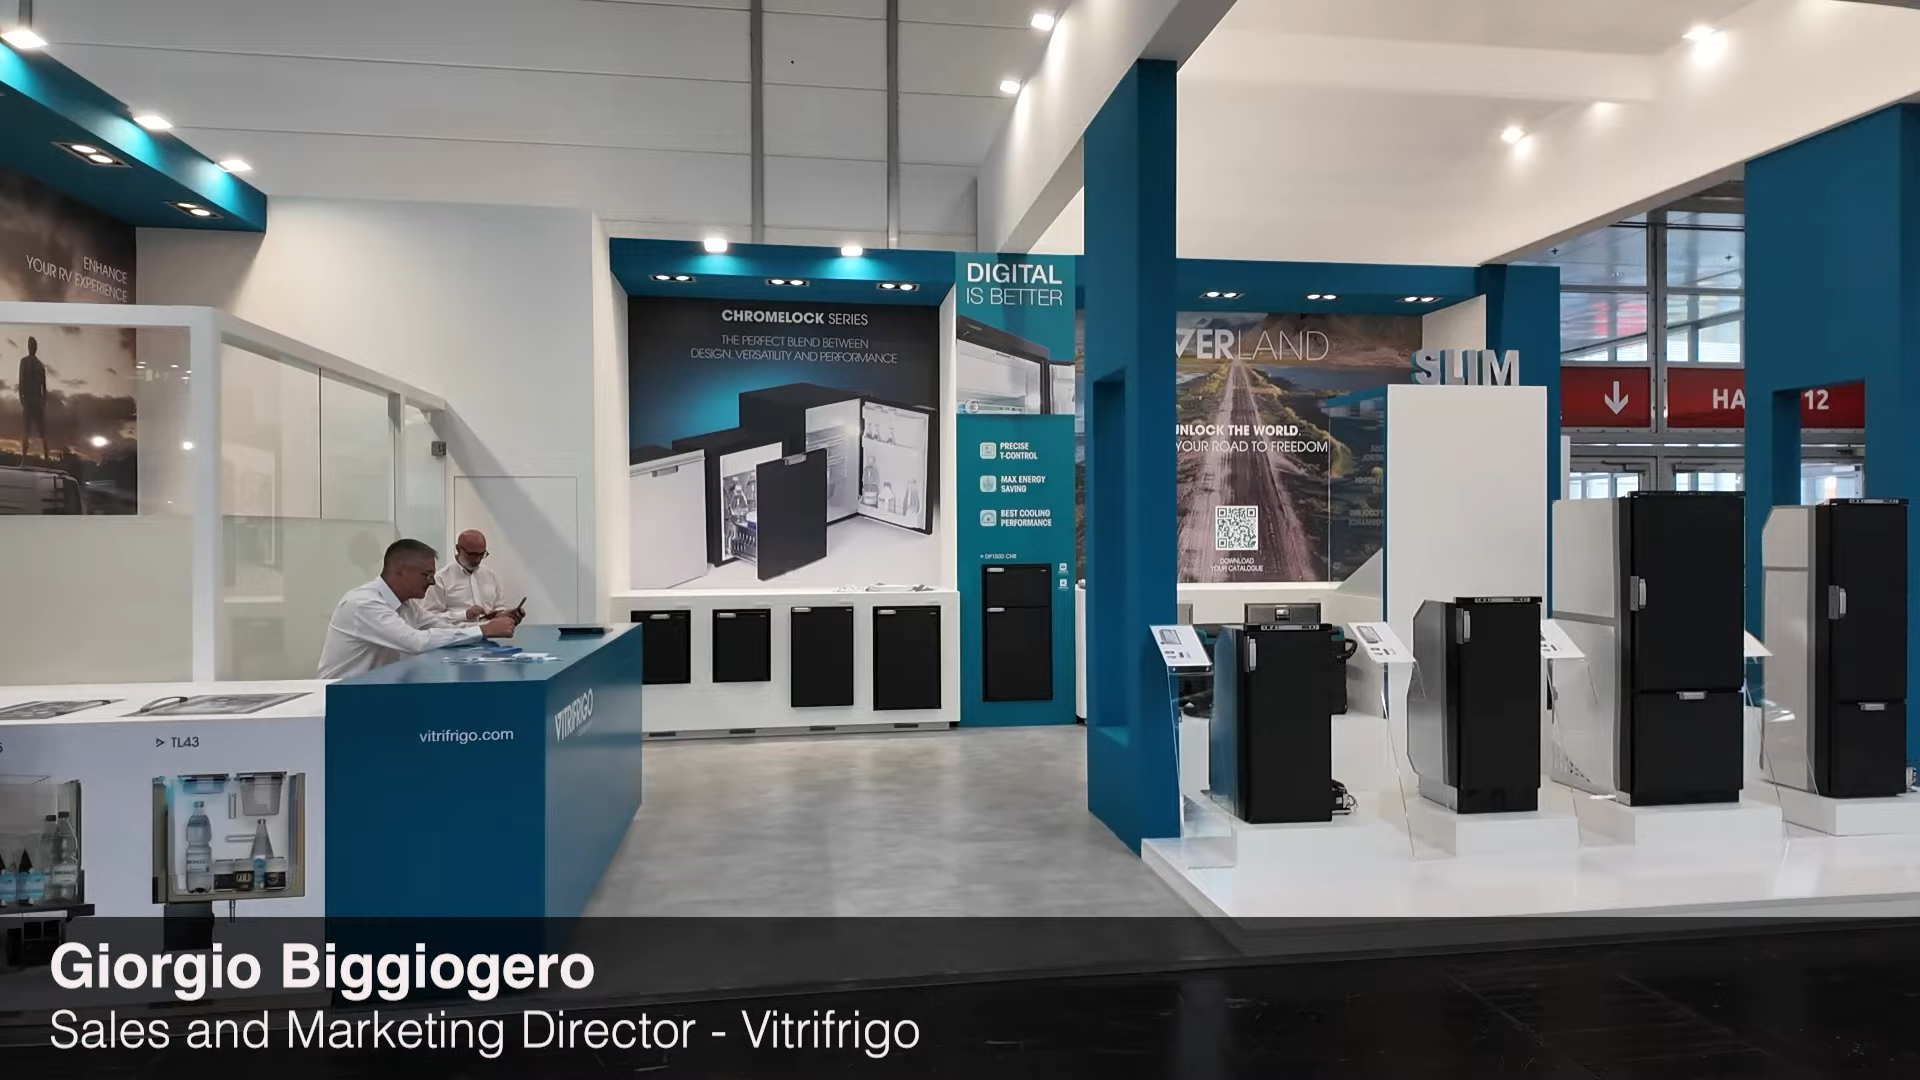 ENHANCE
YOUR RV EXPERIENCE
CHROMELOCK SERIES
THE PERFECT BLEND BETWEEN
DESIGN, VERSATILITY AND PERFORMANCE
DIGITAL
IS BETTER
PRECISE
T-CONTROL
MAX ENERGY
SAVING
BEST COOLING
PERFORMANCE
VERLAND
UNLOCK THE WORLD.
YOUR ROAD TO FREEDOM
DOWNLOAD
YOUR CATALOGUE
SLIM
HA 12
vitrifrigo.com
VITRIFRIGO
TL43
Giorgio Biggiogero
Sales and Marketing Director - Vitrifrigo